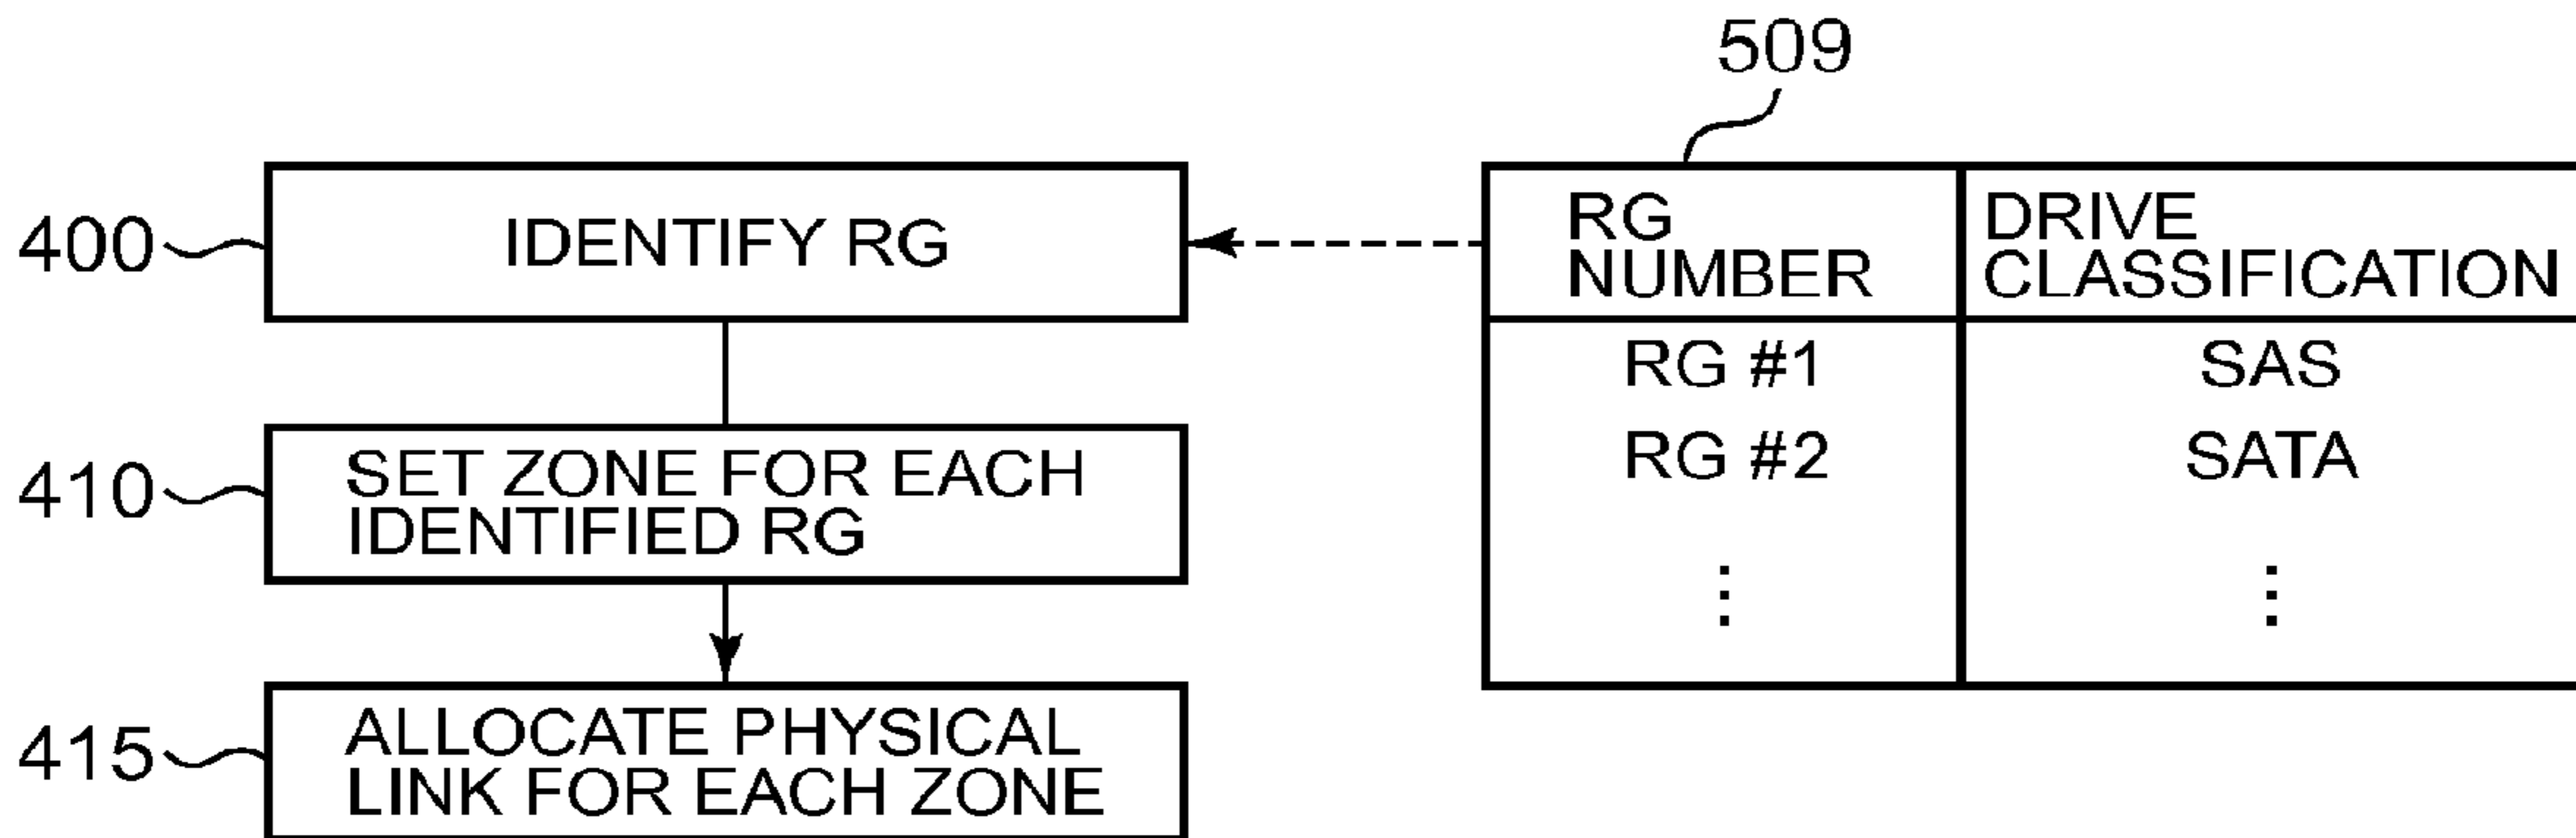 509
400
IDENTIFY RG
RG
NUMBER
DRIVE
CLASSIFICATION
RG #1
SAS
410
SET ZONE FOR EACH
IDENTIFIED RG
RG #2
SATA
415
ALLOCATE PHYSICAL
LINK FOR EACH ZONE